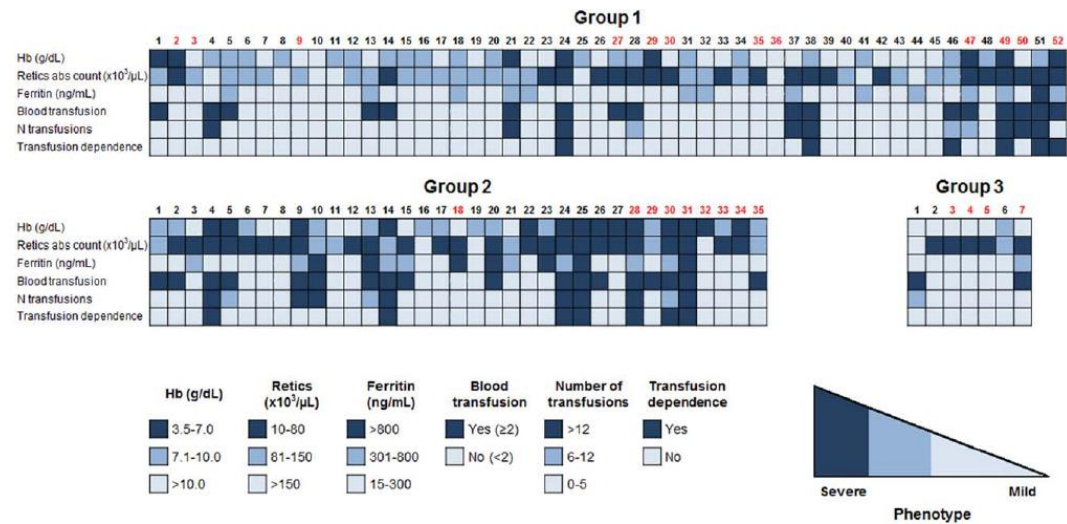 Group 1
1 2 3 4 5 6 7 8 9 10 11 12 13 14 15 16 17 18 19 20 21 22 23 24 25 26 27 28 29 30 31 32 33 34 35 36 37 38 39 40 41 42 43 44 45 46 47 48 49 50 51 52
Hb (g/dL)
Retics abs count (x10³/µL)
Ferritin (ng/mL)
Blood transfusion
N transfusions
Transfusion dependence
Group 2 Group 3
1 2 3 4 5 6 7 8 9 10 11 12 13 14 15 16 17 18 19 20 21 22 23 24 25 26 27 28 29 30 31 32 33 34 35 1 2 3 4 5 6 7
Hb (g/dL)
Retics abs count (x10³/µL)
Ferritin (ng/mL)
Blood transfusion
N transfusions
Transfusion dependence
Hb (g/dL) Retics Ferritin Blood Number of Transfusion
(x10³/µL) (ng/mL) transfusion transfusions dependence
3.5-7.0 10-80 >800 Yes (≥2) >12 Yes
7.1-10.0 81-150 301-800 No (<2) 6-12 No
>10.0 >150 15-300 0-5
Severe Mild
Phenotype